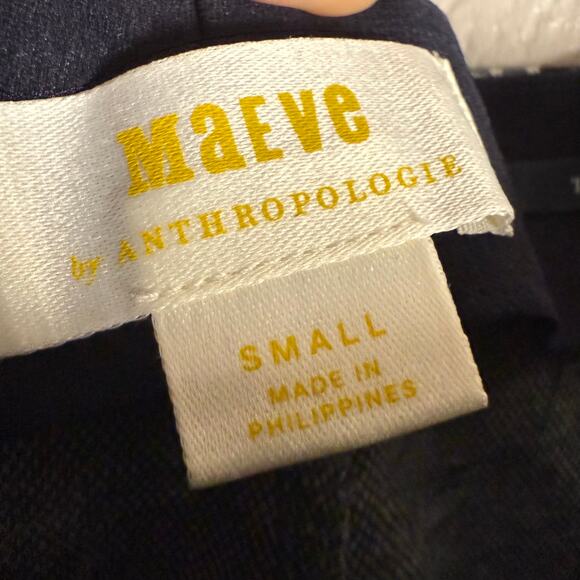 MaEVe
by ANTHROPOLOGIE
SMALL
MADE IN
PHILIPPINES